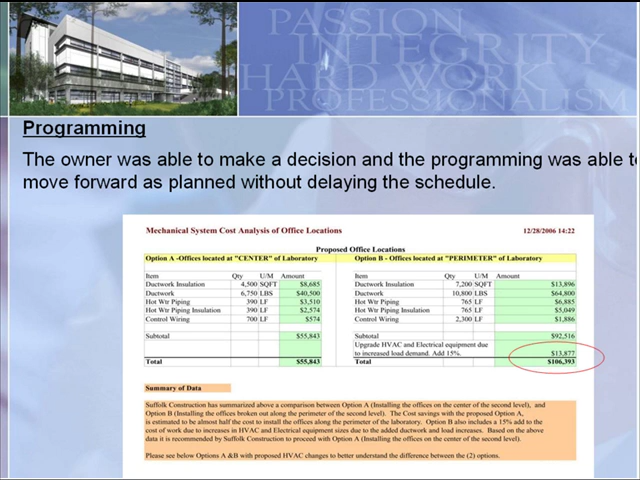 PASSION
INTEGRITY
HARD WORK
PROFESSIONALISM
Programming
The owner was able to make a decision and the programming was able to
move forward as planned without delaying the schedule.
Mechanical System Cost Analysis of Office Locations 12/28/2006 14:22
Proposed Office Locations
Option A -Offices located at "CENTER" of Laboratory Option B - Offices located at "PERIMETER" of Laboratory
Item Qty U/M Amount Item Qty U/M Amount
Ductwork Insulation 4,500 SQFT $8,685 Ductwork Insulation 7,200 SQFT $13,896
Ductwork 6,750 LBS $40,500 Ductwork 10,800 LBS $64,800
Hot Wtr Piping 390 LF $3,510 Hot Wtr Piping 765 LF $6,885
Hot Wtr Piping Insulation 390 LF $2,574 Hot Wtr Piping Insulation 765 LF $5,049
Control Wiring 700 LF $574 Control Wiring 2,300 LF $1,886
Subtotal $55,843 Subtotal $92,516
Upgrade HVAC and Electrical equipment due
to increased load demand. Add 15%. $13,877
Total $55,843 Total $106,393
Summary of Data
Suffolk Construction has summarized above a comparison between Option A (Installing the offices on the center of the second level), and
Option B (Installing the offices broken out along the perimeter of the second level). The Cost savings with the proposed Option A,
is estimated to be almost half the cost to install the offices along the perimeter of the laboratory. Option B also includes a 15% add to the
cost of work due to increases in HVAC and Electrical equipment sizes due to the added ductwork and load increases. Based on the above
data it is recommended by Suffolk Construction to proceed with Option A (Installing the offices on the center of the second level).
Please see below Options A &B with proposed HVAC changes to better understand the difference between the (2) options.